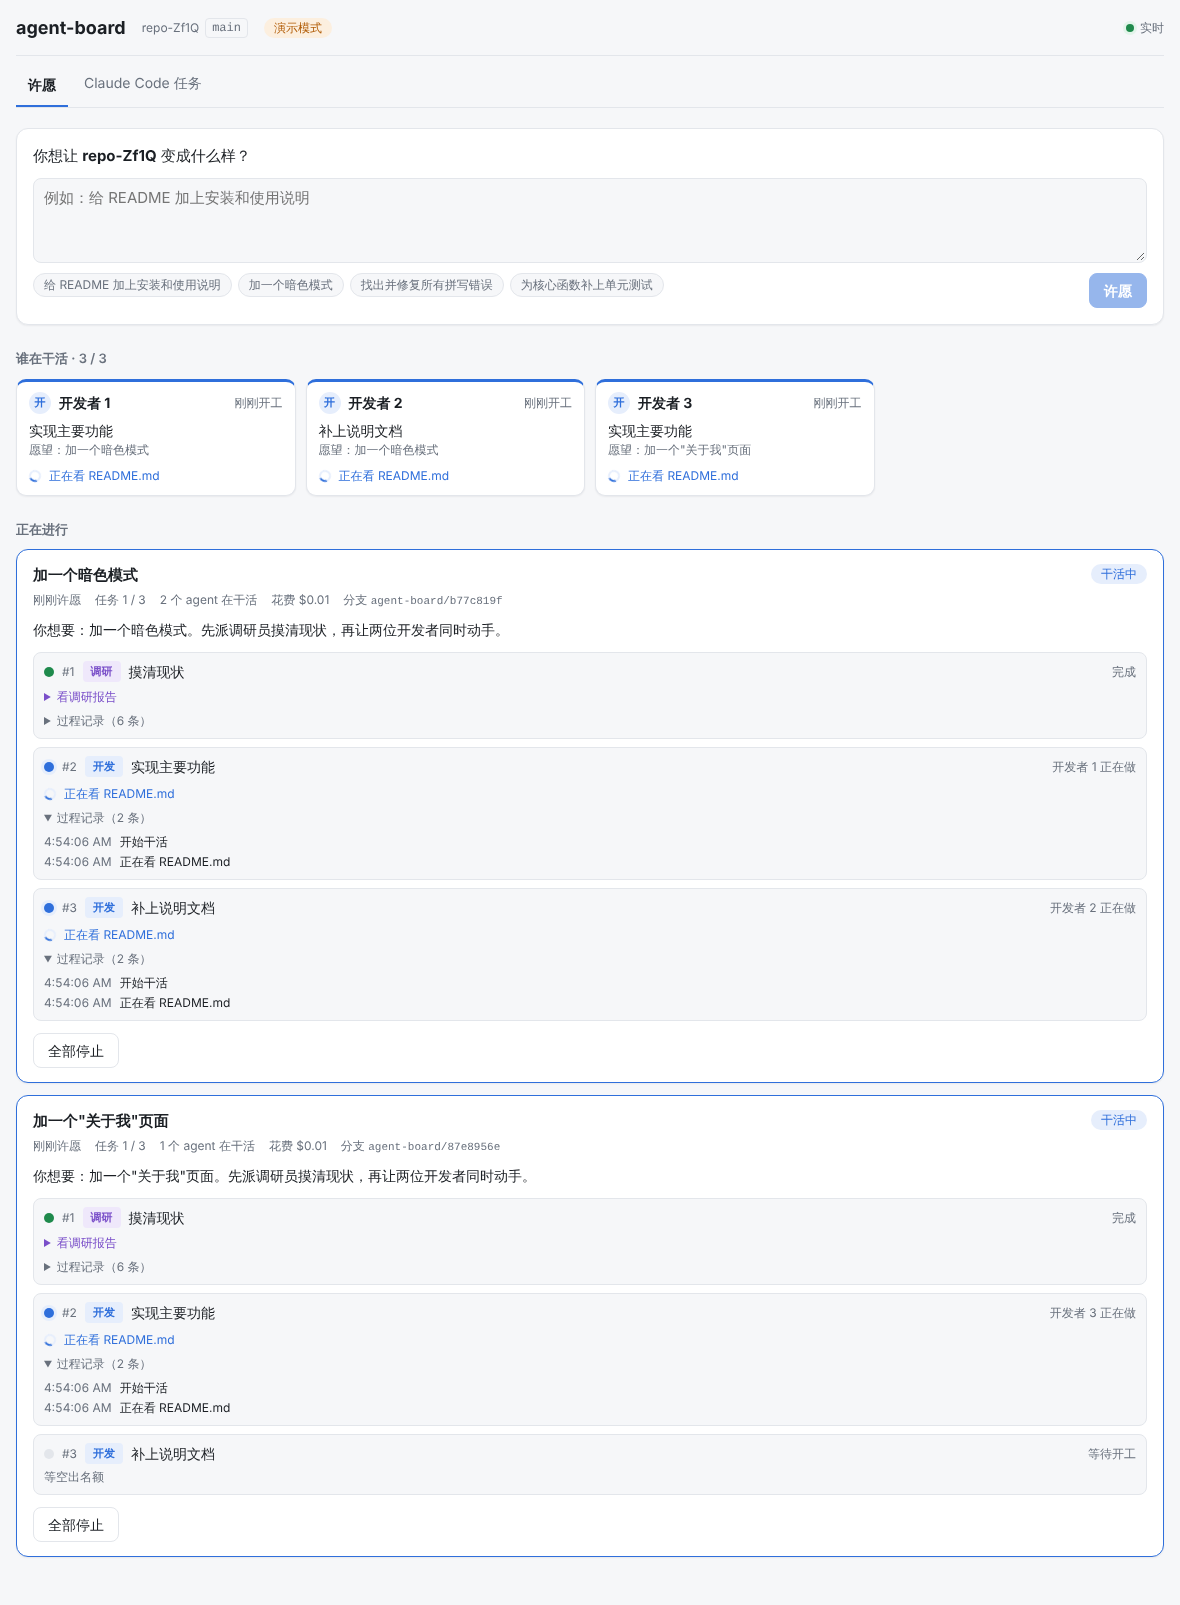 agent-board repo-Zf1Q main 演示模式 实时
许愿 Claude Code 任务
你想让 repo-Zf1Q 变成什么样？
例如：给 README 加上安装和使用说明
给 README 加上安装和使用说明 加一个暗色模式 找出并修复所有拼写错误 为核心函数补上单元测试 许愿
谁在干活 · 3 / 3
开 开发者 1 刚刚开工
实现主要功能
愿望：加一个暗色模式
正在看 README.md
开 开发者 2 刚刚开工
补上说明文档
愿望：加一个暗色模式
正在看 README.md
开 开发者 3 刚刚开工
实现主要功能
愿望：加一个"关于我"页面
正在看 README.md
正在进行
加一个暗色模式 干活中
刚刚许愿 任务 1 / 3 2 个 agent 在干活 花费 $0.01 分支 agent-board/b77c819f
你想要：加一个暗色模式。先派调研员摸清现状，再让两位开发者同时动手。
#1 调研 摸清现状 完成
看调研报告
过程记录（6 条）
#2 开发 实现主要功能 开发者 1 正在做
正在看 README.md
过程记录（2 条）
4:54:06 AM 开始干活
4:54:06 AM 正在看 README.md
#3 开发 补上说明文档 开发者 2 正在做
正在看 README.md
过程记录（2 条）
4:54:06 AM 开始干活
4:54:06 AM 正在看 README.md
全部停止
加一个"关于我"页面 干活中
刚刚许愿 任务 1 / 3 1 个 agent 在干活 花费 $0.01 分支 agent-board/87e8956e
你想要：加一个"关于我"页面。先派调研员摸清现状，再让两位开发者同时动手。
#1 调研 摸清现状 完成
看调研报告
过程记录（6 条）
#2 开发 实现主要功能 开发者 3 正在做
正在看 README.md
过程记录（2 条）
4:54:06 AM 开始干活
4:54:06 AM 正在看 README.md
#3 开发 补上说明文档 等待开工
等空出名额
全部停止